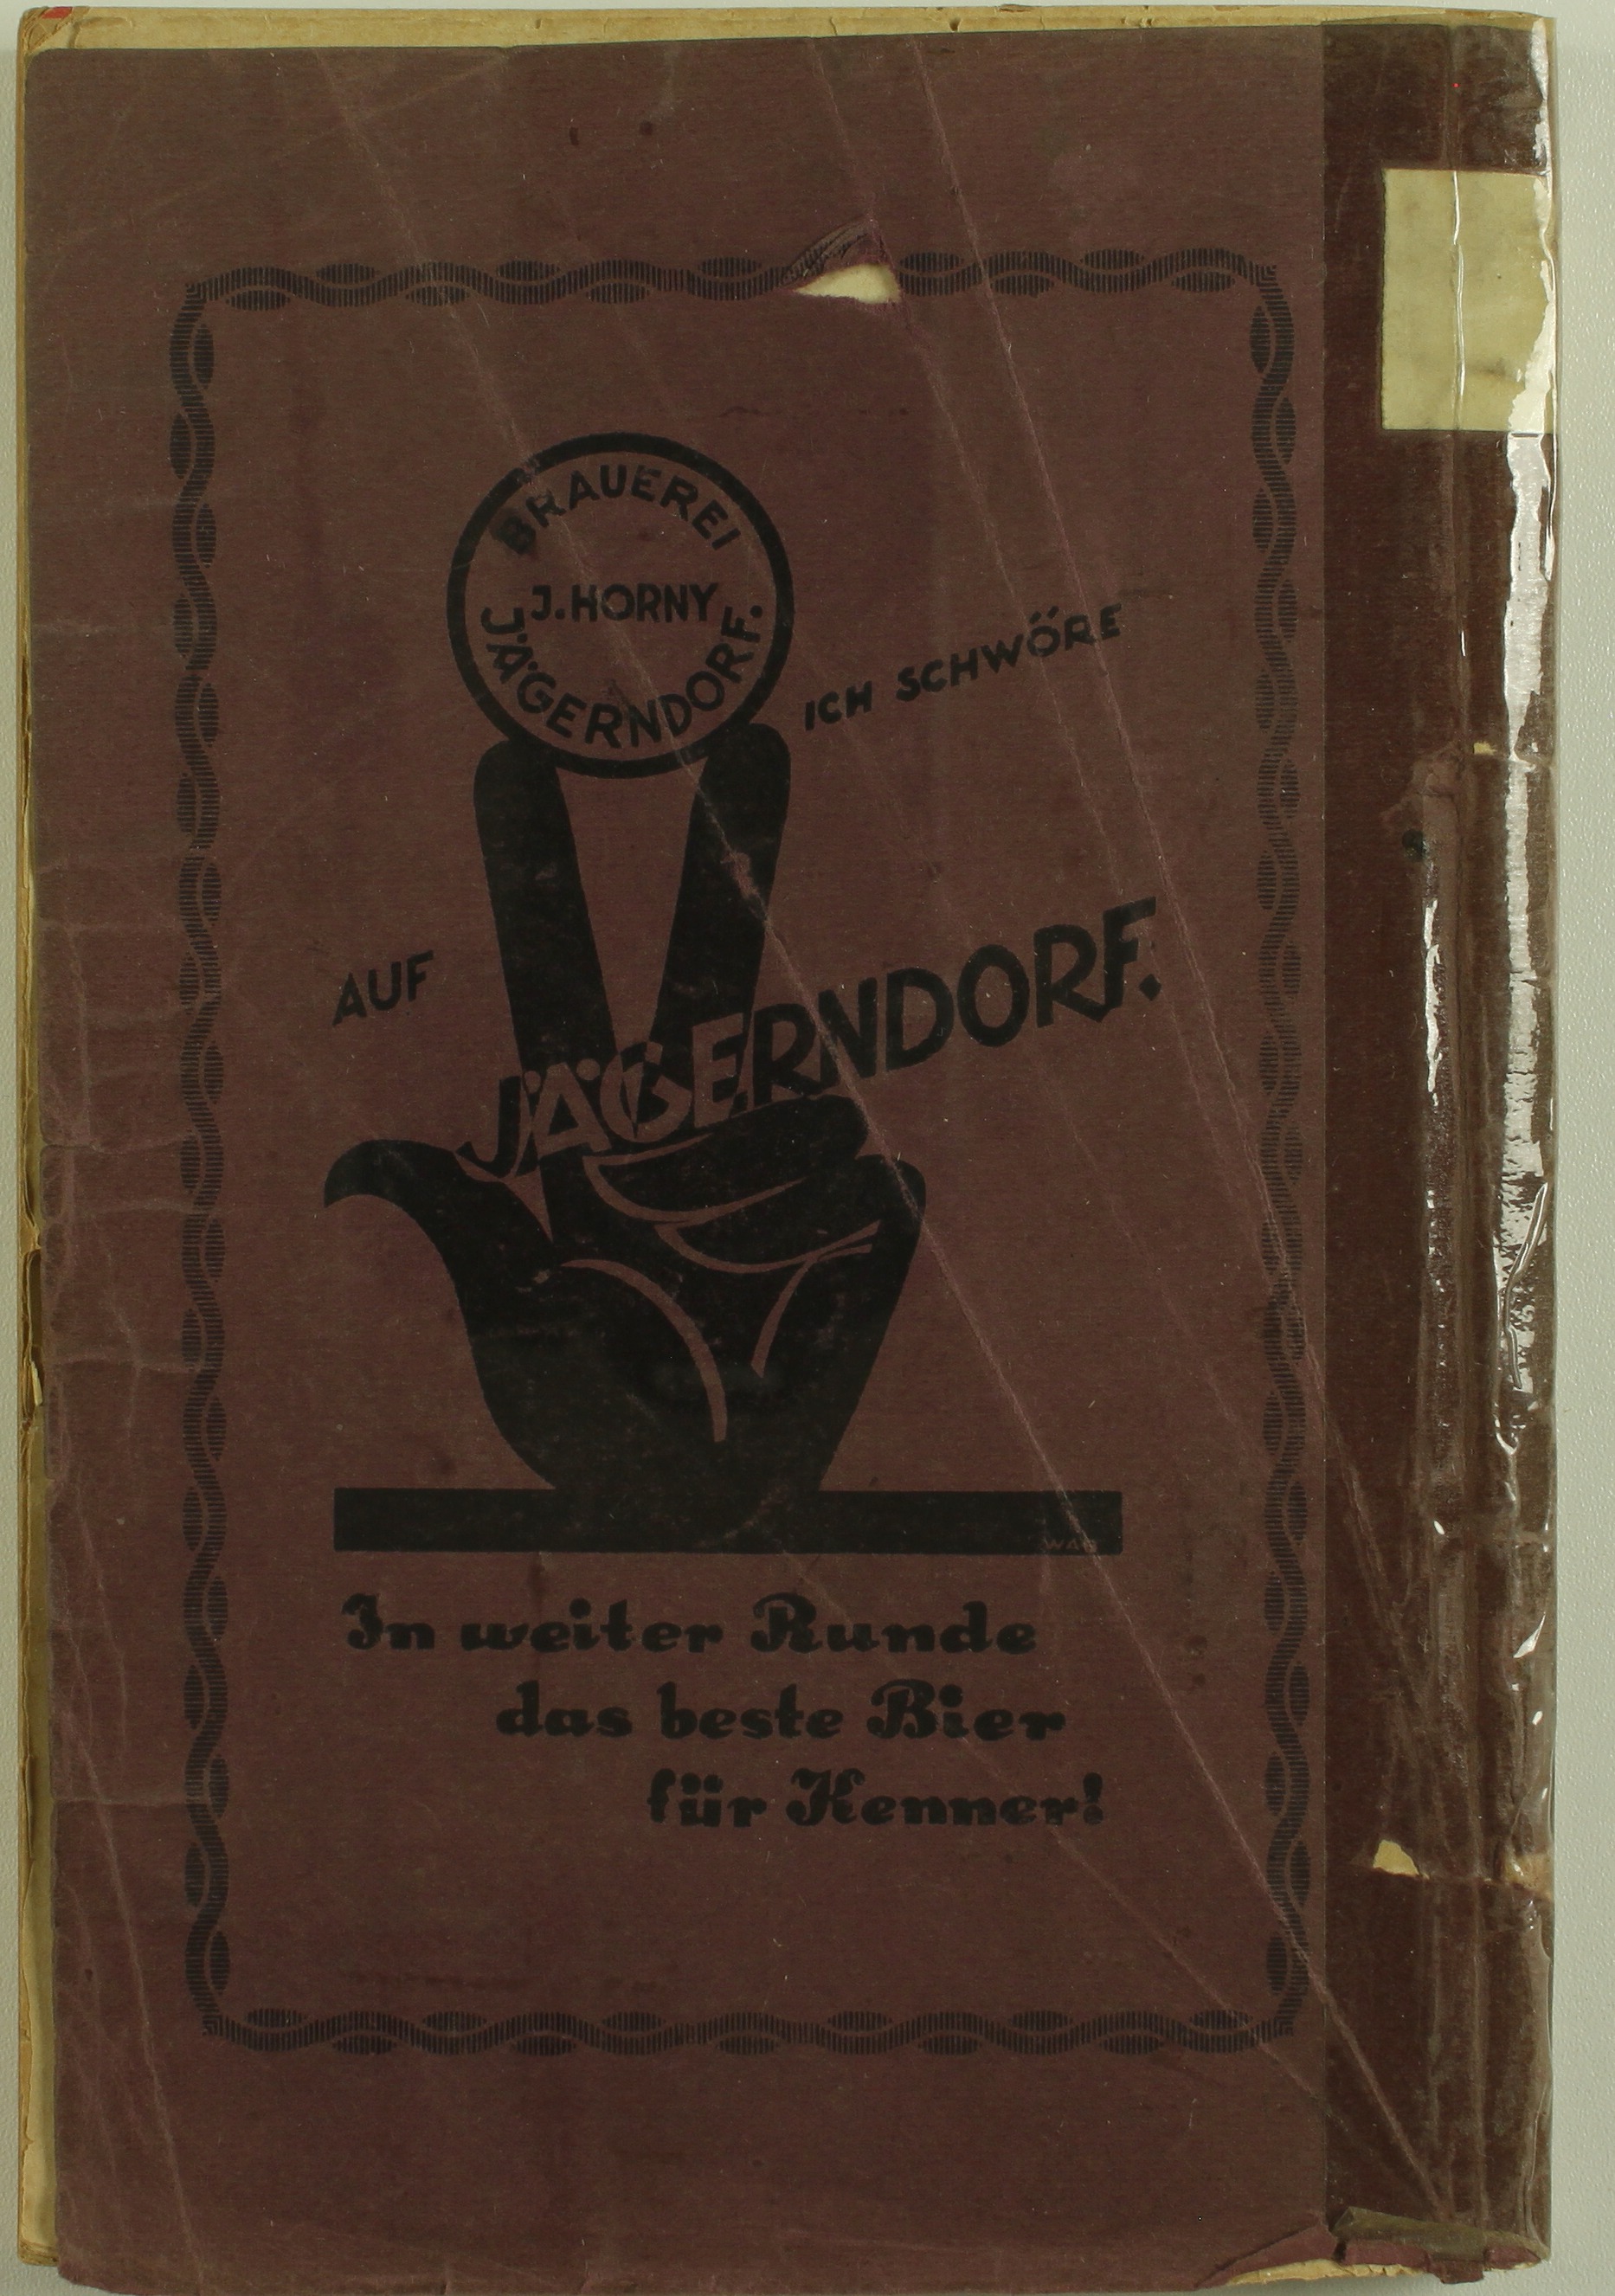 BRAUEREI
J. HORNY
JÄGERNDORF.
ICH SCHWÖRE
AUF
JÄGERNDORF.
In weiter Runde
das beste Bier
für Kenner!